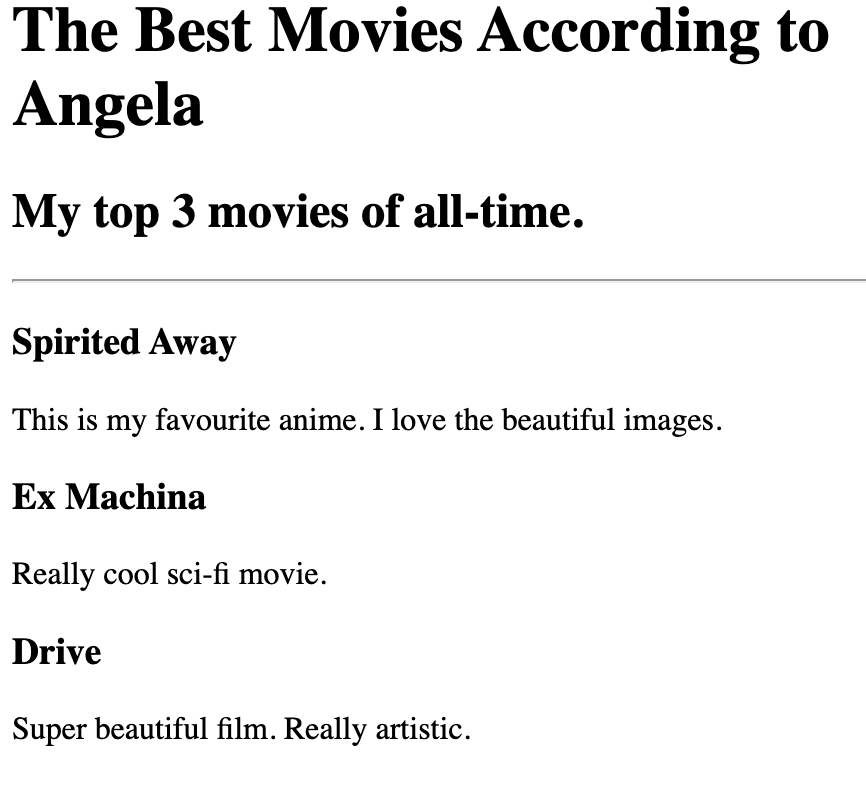 The Best Movies According to
Angela
My top 3 movies of all-time.
Spirited Away
This is my favourite anime. I love the beautiful images.
Ex Machina
Really cool sci-fi movie.
Drive
Super beautiful film. Really artistic.